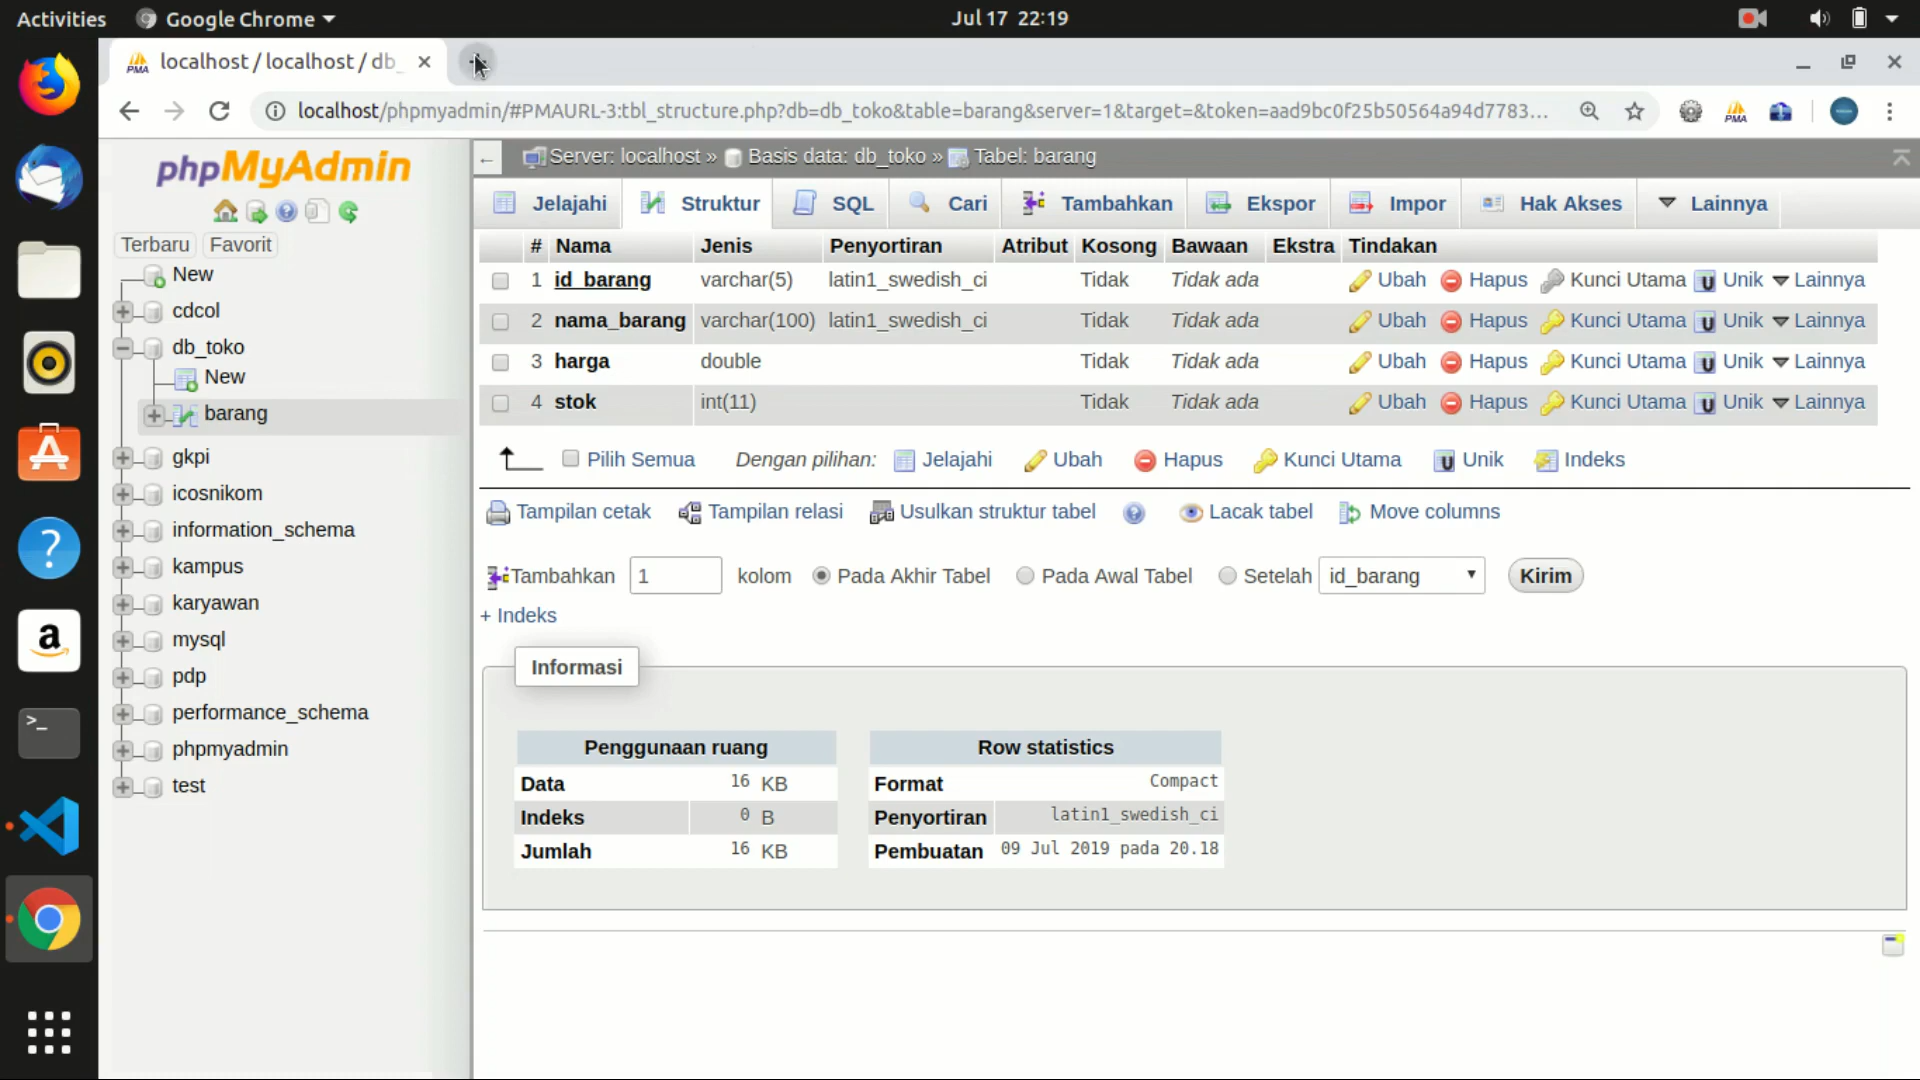 Activities Google Chrome Jul 17 22:19
localhost / localhost / db_
localhost/phpmyadmin/#PMAURL-3:tbl_structure.php?db=db_toko&table=barang&server=1&target=&token=aad9bc0f25b50564a94d7783...
phpMyAdmin
Terbaru Favorit
New
cdcol
db_toko
New
barang
gkpi
icosnikom
information_schema
kampus
karyawan
mysql
pdp
performance_schema
phpmyadmin
test
Server: localhost » Basis data: db_toko » Tabel: barang
Jelajahi Struktur SQL Cari Tambahkan Ekspor Impor Hak Akses Lainnya
# Nama Jenis Penyortiran Atribut Kosong Bawaan Ekstra Tindakan
1 id_barang varchar(5) latin1_swedish_ci Tidak Tidak ada Ubah Hapus Kunci Utama Unik Lainnya
2 nama_barang varchar(100) latin1_swedish_ci Tidak Tidak ada Ubah Hapus Kunci Utama Unik Lainnya
3 harga double Tidak Tidak ada Ubah Hapus Kunci Utama Unik Lainnya
4 stok int(11) Tidak Tidak ada Ubah Hapus Kunci Utama Unik Lainnya
Pilih Semua Dengan pilihan: Jelajahi Ubah Hapus Kunci Utama Unik Indeks
Tampilan cetak Tampilan relasi Usulkan struktur tabel Lacak tabel Move columns
Tambahkan 1 kolom Pada Akhir Tabel Pada Awal Tabel Setelah id_barang Kirim
+ Indeks
Informasi
Penggunaan ruang
Data 16 KB
Indeks 0 B
Jumlah 16 KB
Row statistics
Format Compact
Penyortiran latin1_swedish_ci
Pembuatan 09 Jul 2019 pada 20.18